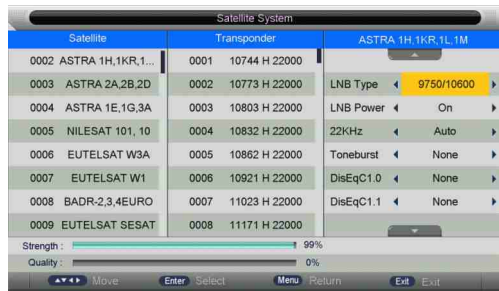 Satellite System
Satellite Transponder ASTRA 1H,1KR,1L,1M
0002 ASTRA 1H,1KR,1... 0001 10744 H 22000
0003 ASTRA 2A,2B,2D 0002 10773 H 22000 LNB Type 9750/10600
0004 ASTRA 1E,1G,3A 0003 10803 H 22000 LNB Power On
0005 NILESAT 101, 10 0004 10832 H 22000 22KHz Auto
0006 EUTELSAT W3A 0005 10862 H 22000 Toneburst None
0007 EUTELSAT W1 0006 10921 H 22000 DisEqC1.0 None
0008 BADR-2,3,4EURO 0007 11023 H 22000 DisEqC1.1 None
0009 EUTELSAT SESAT 0008 11171 H 22000
Strength : 99%
Quality : 0%
Move Enter Select Menu Return Exit Exit